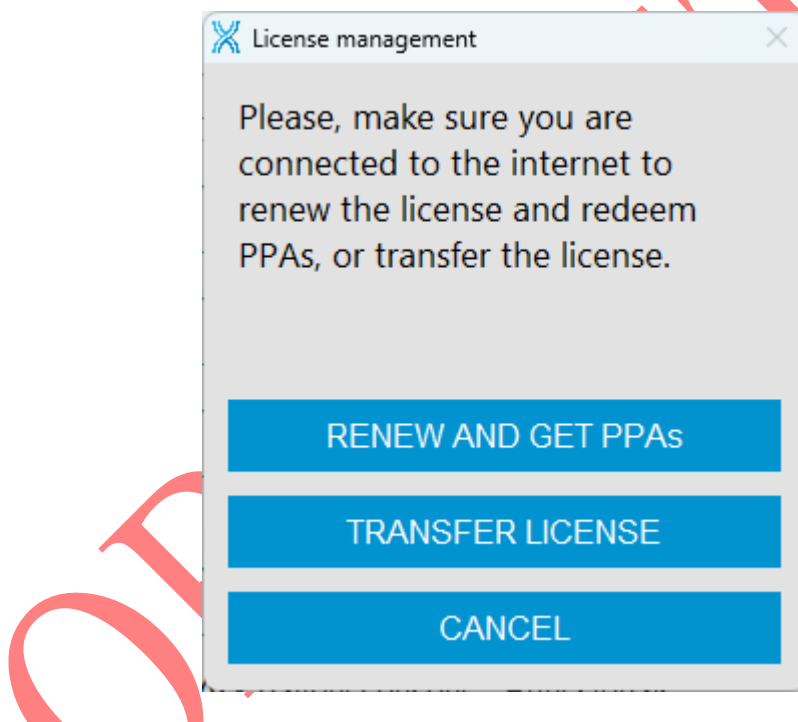 License management
Please, make sure you are
connected to the internet to
renew the license and redeem
PPAs, or transfer the license.
RENEW AND GET PPAs
TRANSFER LICENSE
CANCEL